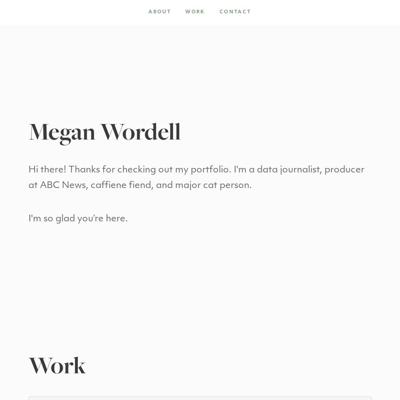 ABOUT WORK CONTACT
Megan Wordell
Hi there! Thanks for checking out my portfolio. I'm a data journalist, producer
at ABC News, caffiene fiend, and major cat person.
I'm so glad you're here.
Work